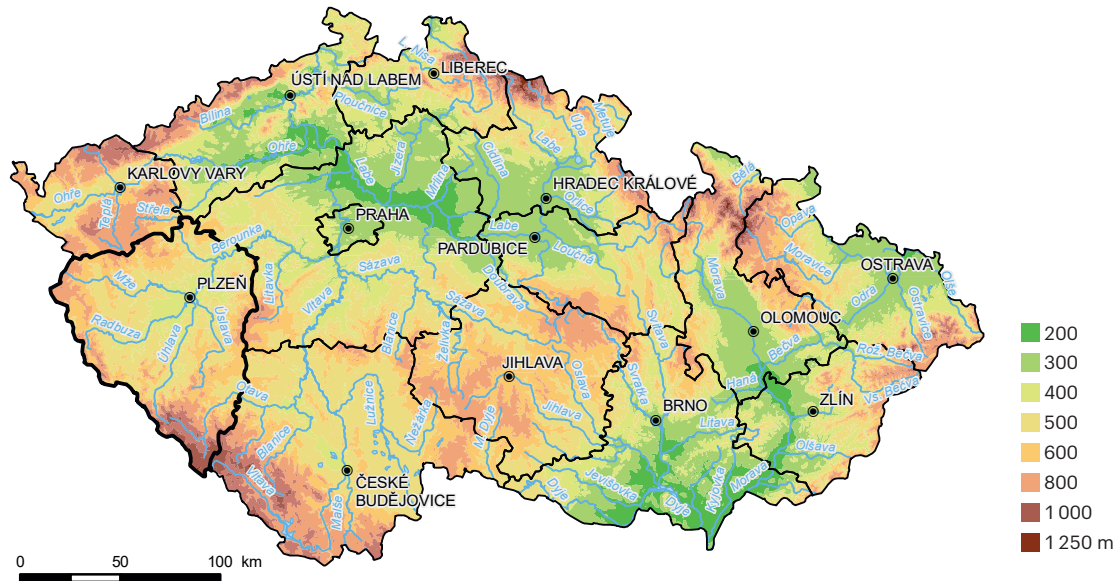 L. Nisa
LIBEREC
ÚSTÍ NAD LABEM
Ploučnice
Bílina
Metuje
Úpa
Labe
Ohře
Jizera
Cidlina
Mrlina
Labe
KARLOVY VARY
Ohře
Teplá
Střela
HRADEC KRÁLOVÉ
Orlice
Bělá
Opava
PRAHA
Berounka
Labe
PARDUBICE
Loučná
Moravice
OSTRAVA
Olše
Sázava
Litavka
Vltava
Doubrava
Morava
Odra
Ostravice
Mže
PLZEŇ
Radbuza
Úhlava
Úslava
Sázava
Svitava
OLOMOUC
Bečva
Rož. Bečva
Blanice
Želivka
JIHLAVA
Oslava
Svratka
Haná
Vs. Bečva
ZLÍN
Otava
Lužnice
Nežárka
M. Dyje
Jihlava
BRNO
Litava
Olšava
Blanice
Vltava
ČESKÉ
BUDĚJOVICE
Malše
Dyje
Jevišovka
Dyje
Kyjovka
Morava
200
300
400
500
600
800
1 000
1 250 m
0 50 100 km